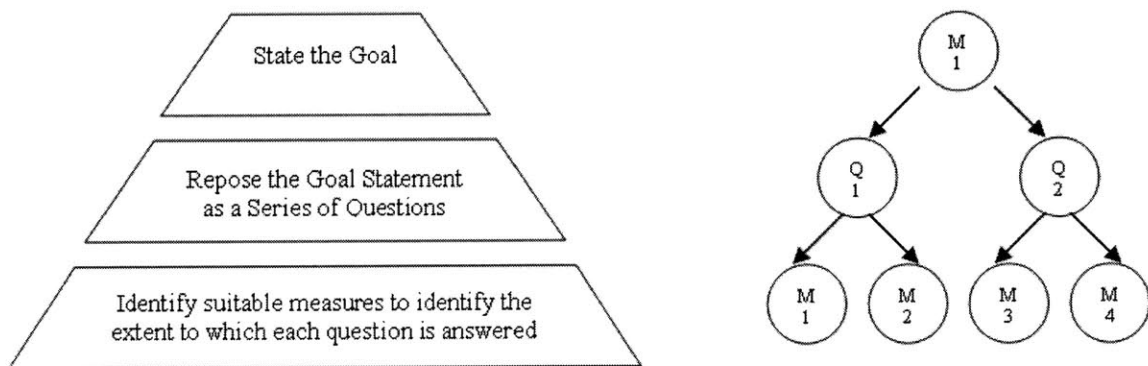 State the Goal
Repose the Goal Statement
as a Series of Questions
Identify suitable measures to identify the
extent to which each question is answered
M
1
Q
1
Q
2
M
1
M
2
M
3
M
4